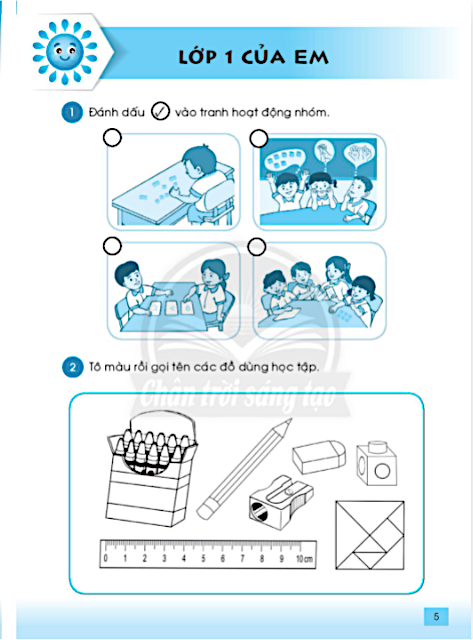 LỚP 1 CỦA EM
1 Đánh dấu ✓ vào tranh hoạt động nhóm.
2 Tô màu rồi gọi tên các đồ dùng học tập.
Chân trời sáng tạo
0 1 2 3 4 5 6 7 8 9 10 cm
5